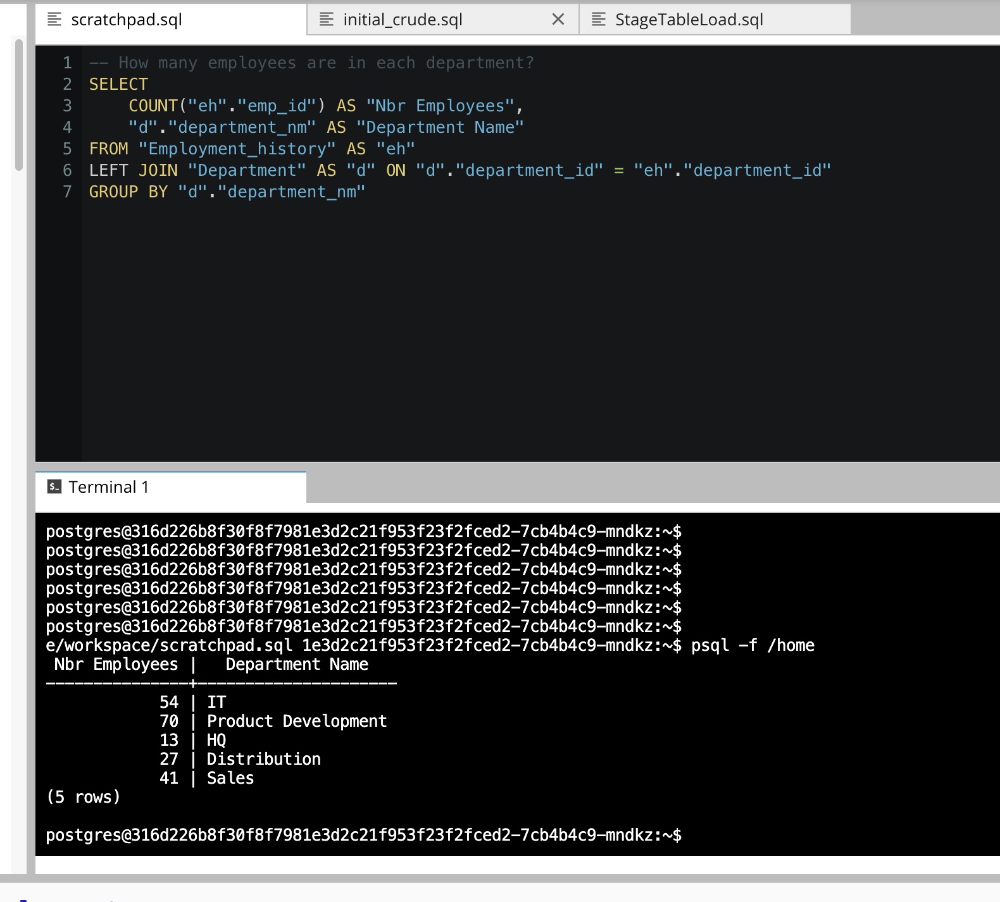 scratchpad.sql
initial_crude.sql
StageTableLoad.sql
1 -- How many employees are in each department?
2 SELECT
3     COUNT("eh"."emp_id") AS "Nbr Employees",
4     "d"."department_nm" AS "Department Name"
5 FROM "Employment_history" AS "eh"
6 LEFT JOIN "Department" AS "d" ON "d"."department_id" = "eh"."department_id"
7 GROUP BY "d"."department_nm"
$_ Terminal 1
postgres@316d226b8f30f8f7981e3d2c21f953f23f2fced2-7cb4b4c9-mndkz:~$
postgres@316d226b8f30f8f7981e3d2c21f953f23f2fced2-7cb4b4c9-mndkz:~$
postgres@316d226b8f30f8f7981e3d2c21f953f23f2fced2-7cb4b4c9-mndkz:~$
postgres@316d226b8f30f8f7981e3d2c21f953f23f2fced2-7cb4b4c9-mndkz:~$
postgres@316d226b8f30f8f7981e3d2c21f953f23f2fced2-7cb4b4c9-mndkz:~$
postgres@316d226b8f30f8f7981e3d2c21f953f23f2fced2-7cb4b4c9-mndkz:~$
e/workspace/scratchpad.sql 1e3d2c21f953f23f2fced2-7cb4b4c9-mndkz:~$ psql -f /home
 Nbr Employees |   Department Name
---------------+---------------------
            54 | IT
            70 | Product Development
            13 | HQ
            27 | Distribution
            41 | Sales
(5 rows)
postgres@316d226b8f30f8f7981e3d2c21f953f23f2fced2-7cb4b4c9-mndkz:~$